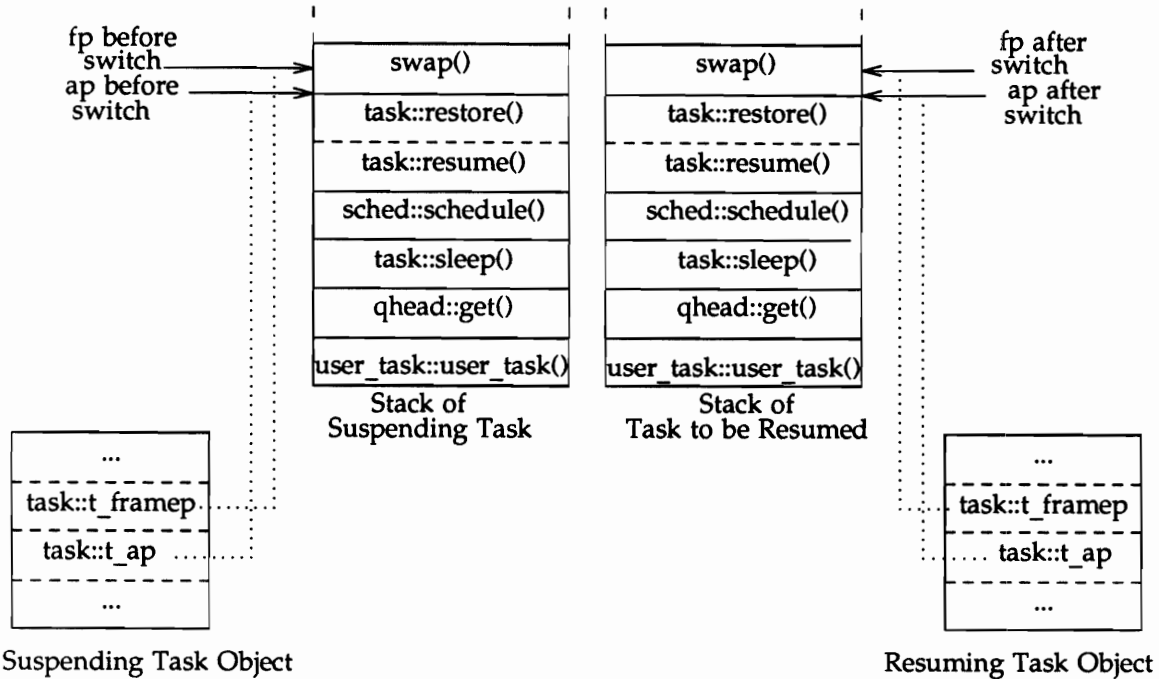 fp before
switch
ap before
switch
swap()
task::restore()
task::resume()
sched::schedule()
task::sleep()
qhead::get()
user_task::user_task()
Stack of
Suspending Task
swap()
task::restore()
task::resume()
sched::schedule()
task::sleep()
qhead::get()
user_task::user_task()
Stack of
Task to be Resumed
fp after
switch
ap after
switch
...
task::t_framep
task::t_ap
...
Suspending Task Object
...
task::t_framep
task::t_ap
...
Resuming Task Object